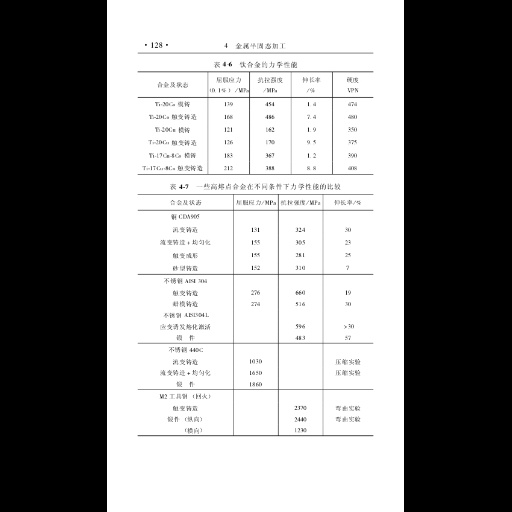 · 128 ·
4 金属半固态加工
表 4-6 钛合金的力学性能
合金及状态 屈服应力 (0.1%) /MPa 抗拉强度 /MPa 伸长率 /% 硬度 VPN
Ti-20Co 模铸 139 454 1.4 474
Ti-20Co 触变铸造 168 486 7.4 480
Ti-20Cu 模铸 121 162 1.9 350
Ti-20Cu 触变铸造 126 170 9.5 375
Ti-17Cu-8Co 模铸 183 367 1.2 390
Ti-17Cu-8Co 触变铸造 212 388 8.8 408
表 4-7 一些高熔点合金在不同条件下力学性能的比较
合金及状态 屈服应力/MPa 抗拉强度/MPa 伸长率/%
铜 CDA905
流变铸造 131 324 30
流变铸造 + 均匀化 155 305 23
触变成形 155 281 25
砂型铸造 152 310 7
不锈钢 AISI 304
触变铸造 276 660 19
熔模铸造 274 516 30
不锈钢 AISI304L
应变诱发熔化激活 596 >30
锻 件 483 57
不锈钢 440C
流变铸造 1030 压缩实验
流变铸造 + 均匀化 1650 压缩实验
锻 件 1860
M2 工具钢 (回火)
触变铸造 2370 弯曲实验
锻件 (纵向) 2440 弯曲实验
(横向) 1230